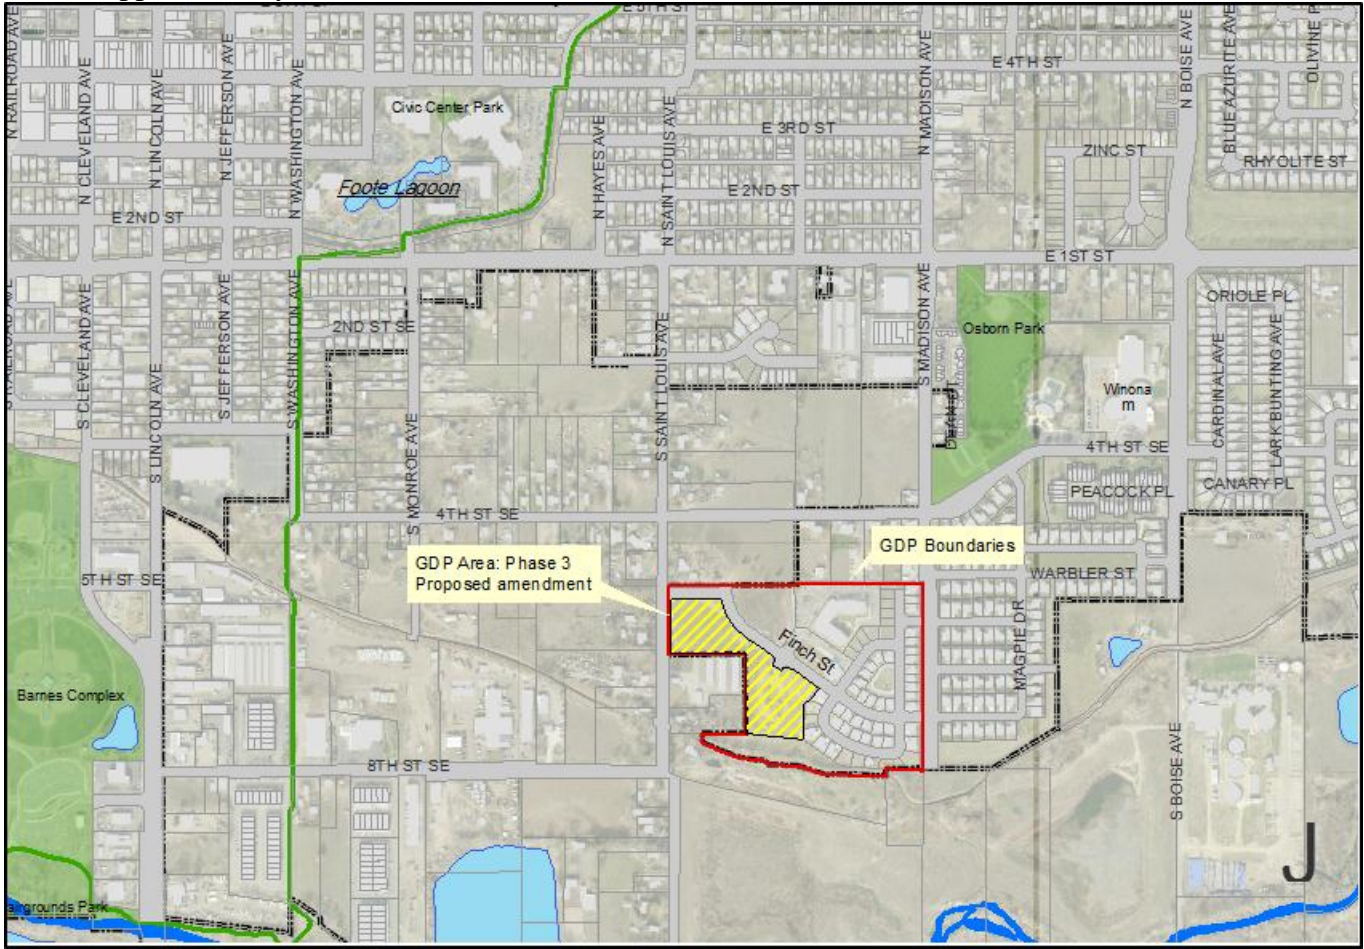 E 5TH ST
N RAILROAD AVE
N CLEVELAND AVE
N LINCOLN AVE
N JEFFERSON AVE
N WASHINGTON AVE
Civic Center Park
Foote Lagoon
N HAYES AVE
N SAINT LOUIS AVE
N MADISON AVE
E 4TH ST
N BOISE AVE
BLUE AZURITE AVE
E 3RD ST
ZINC ST
RHYOLITE ST
E 2ND ST
E 2ND ST
E 1ST ST
S CLEVELAND AVE
S LINCOLN AVE
S JEFFERSON AVE
S WASHINGTON AVE
2ND ST SE
S MONROE AVE
S SAINT LOUIS AVE
S MADISON AVE
Osborn Park
ORIOLE PL
Winona
m
CARDINAL AVE
LARK BUNTING AVE
4TH ST SE
PEACOCK PL
CANARY PL
4TH ST SE
GDP Area: Phase 3
Proposed amendment
GDP Boundaries
5TH ST SE
WARBLER ST
Finch St
MAGPIE DR
Barnes Complex
8TH ST SE
S BOISE AVE
J